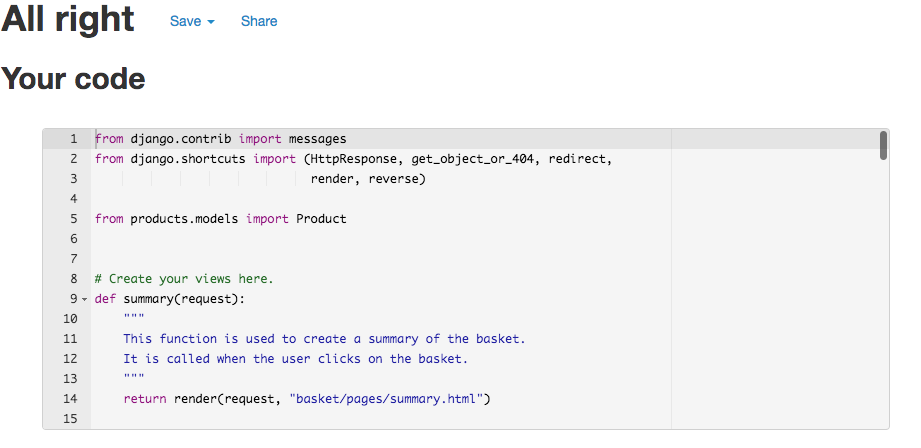 All right Save Share
Your code
1 from django.contrib import messages
2 from django.shortcuts import (HttpResponse, get_object_or_404, redirect,
3                               render, reverse)
4
5 from products.models import Product
6
7
8 # Create your views here.
9 def summary(request):
10     """
11     This function is used to create a summary of the basket.
12     It is called when the user clicks on the basket.
13     """
14     return render(request, "basket/pages/summary.html")
15